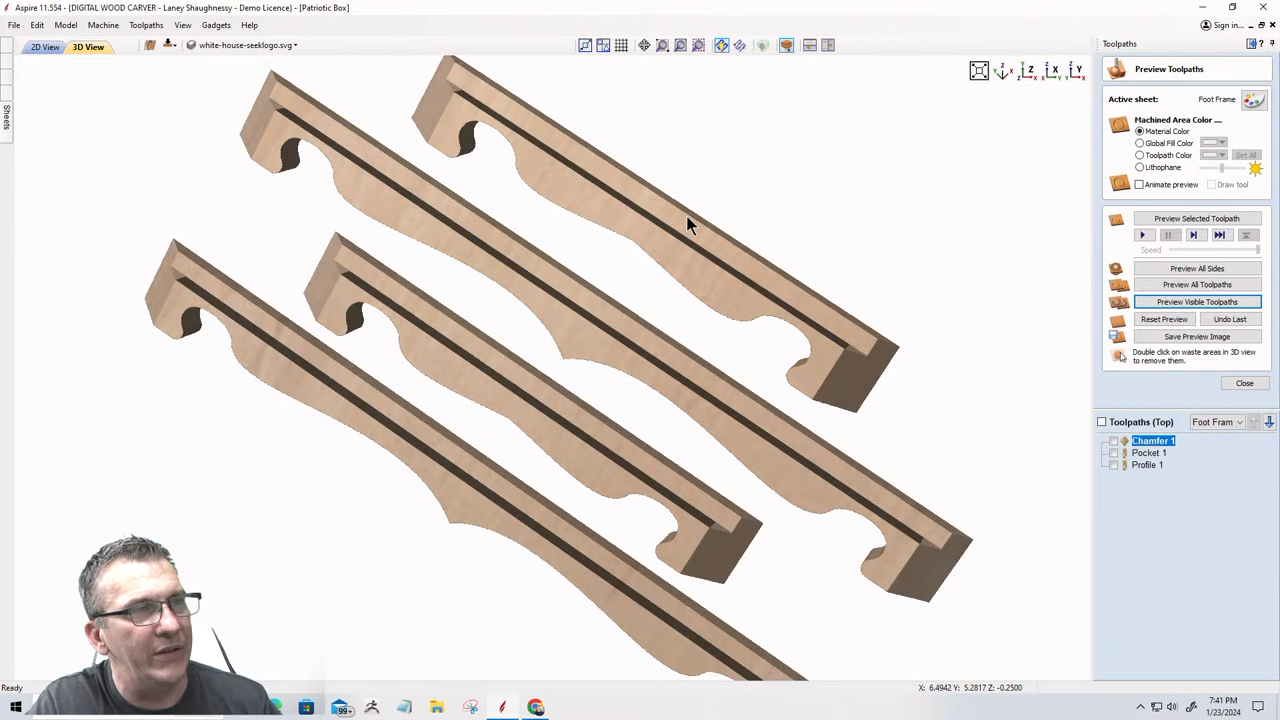 Aspire 11.554 - (DIGITAL WOOD CARVER - Laney Shaughnessy - Demo Licence) - [Patriotic Box]
File Edit Model Machine Toolpaths View Gadgets Help
Sign in...
2D View 3D View white-house-seeklogo.svg
Toolpaths
Sheets
Z X Y
Preview Toolpaths
Active sheet: Foot Frame
Machined Area Color ....
Material Color
Global Fill Color
Toolpath Color Set All
Lithophane
Animate preview Draw tool
Preview Selected Toolpath
Speed
Preview All Sides
Preview All Toolpaths
Preview Visible Toolpaths
Reset Preview Undo Last
Save Preview Image
Double click on waste areas in 3D view
to remove them.
Close
Toolpaths (Top) Foot Fram
Chamfer 1
Pocket 1
Profile 1
Ready
X: 6.4942 Y: 5.2817 Z: -0.2500
99+
7:41 PM
1/23/2024